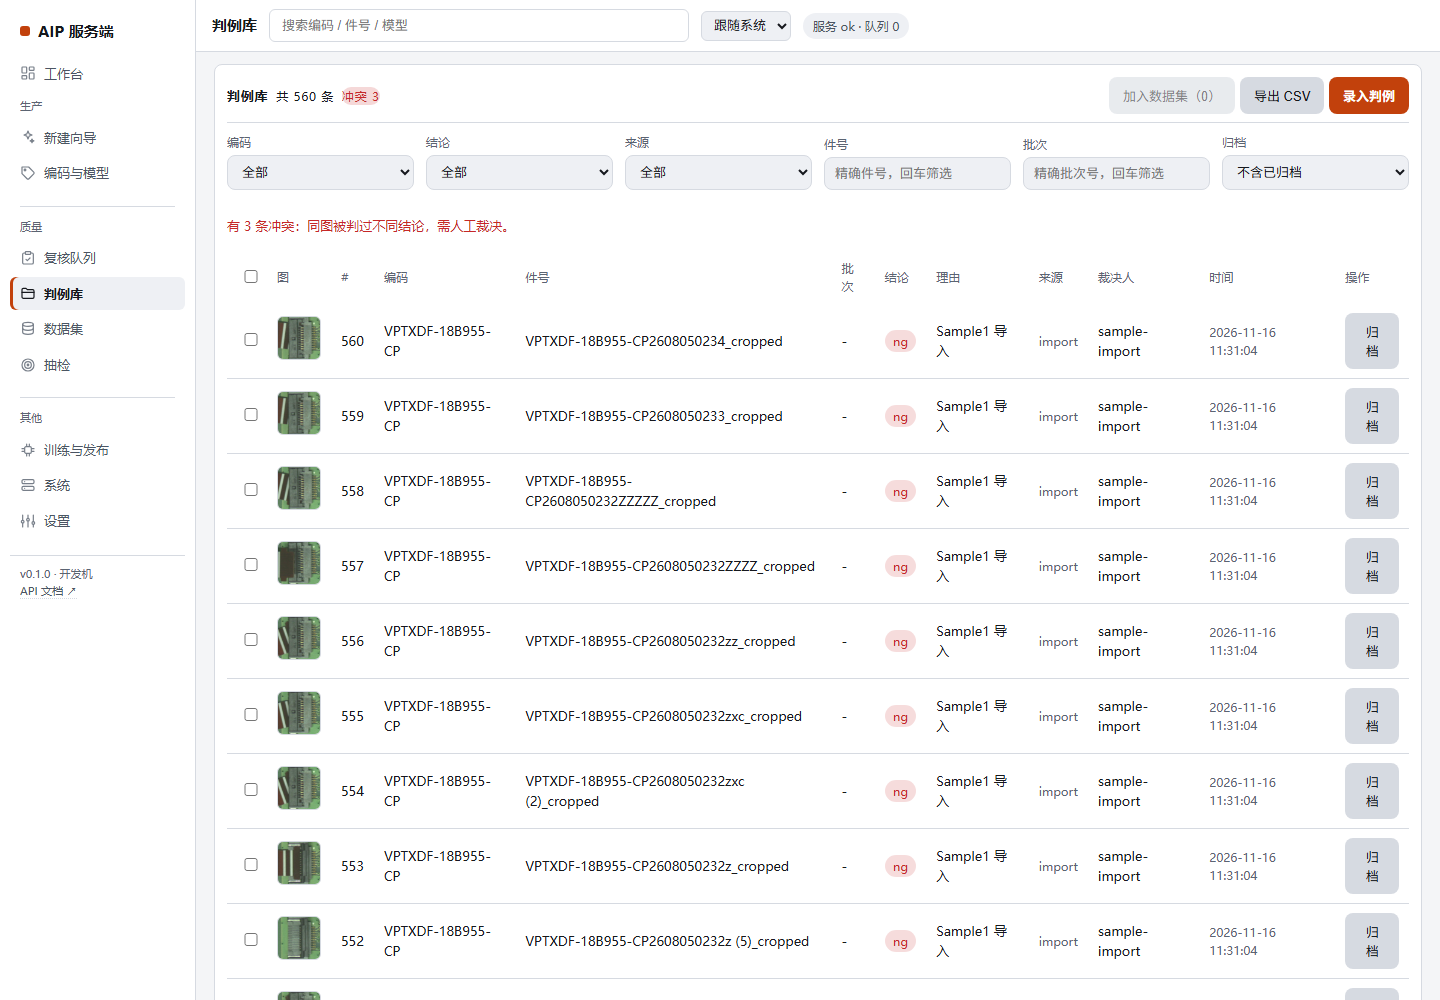 AIP 服务端
工作台
生产
新建向导
编码与模型
质量
复核队列
判例库
数据集
抽检
其他
训练与发布
系统
设置
v0.1.0 · 开发机
API 文档 ↗
判例库
搜索编码 / 件号 / 模型
跟随系统
服务 ok · 队列 0
判例库 共 560 条 冲突 3
加入数据集（0）
导出 CSV
录入判例
编码
全部
结论
全部
来源
全部
件号
精确件号，回车筛选
批次
精确批次号，回车筛选
归档
不含已归档
有 3 条冲突：同图被判过不同结论，需人工裁决。
图 # 编码 件号 批次 结论 理由 来源 裁决人 时间 操作
560 VPTXDF-18B955-CP VPTXDF-18B955-CP2608050234_cropped - ng Sample1 导入 import sample-import 2026-11-16 11:31:04 归档
559 VPTXDF-18B955-CP VPTXDF-18B955-CP2608050233_cropped - ng Sample1 导入 import sample-import 2026-11-16 11:31:04 归档
558 VPTXDF-18B955-CP VPTXDF-18B955-CP2608050232ZZZZZ_cropped - ng Sample1 导入 import sample-import 2026-11-16 11:31:04 归档
557 VPTXDF-18B955-CP VPTXDF-18B955-CP2608050232ZZZZ_cropped - ng Sample1 导入 import sample-import 2026-11-16 11:31:04 归档
556 VPTXDF-18B955-CP VPTXDF-18B955-CP2608050232zz_cropped - ng Sample1 导入 import sample-import 2026-11-16 11:31:04 归档
555 VPTXDF-18B955-CP VPTXDF-18B955-CP2608050232zxc_cropped - ng Sample1 导入 import sample-import 2026-11-16 11:31:04 归档
554 VPTXDF-18B955-CP VPTXDF-18B955-CP2608050232zxc (2)_cropped - ng Sample1 导入 import sample-import 2026-11-16 11:31:04 归档
553 VPTXDF-18B955-CP VPTXDF-18B955-CP2608050232z_cropped - ng Sample1 导入 import sample-import 2026-11-16 11:31:04 归档
552 VPTXDF-18B955-CP VPTXDF-18B955-CP2608050232z (5)_cropped - ng Sample1 导入 import sample-import 2026-11-16 11:31:04 归档